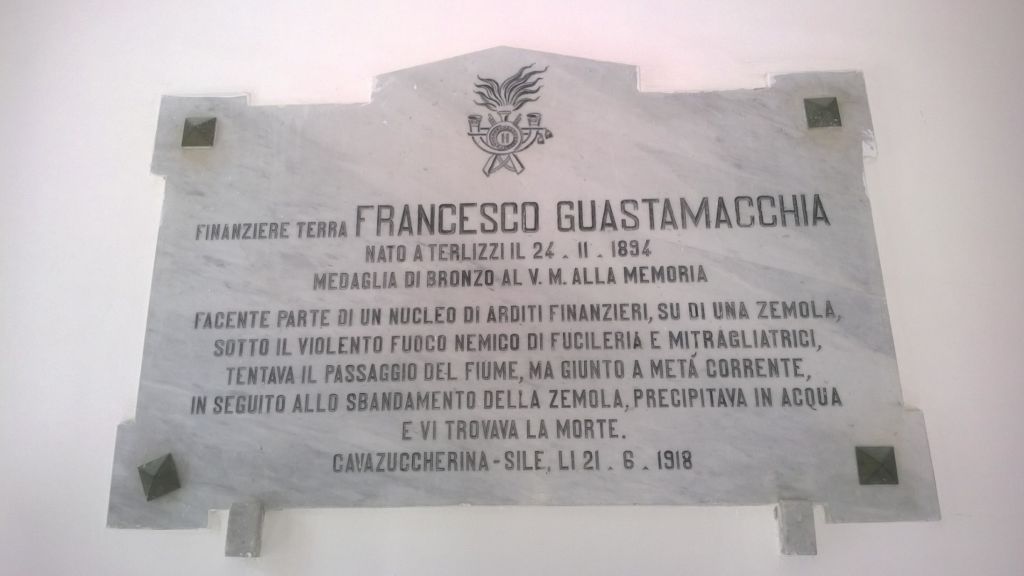 FINANZIERE TERRA FRANCESCO GUASTAMACCHIA
NATO A TERLIZZI IL 24 . 11 . 1894
MEDAGLIA DI BRONZO AL V. M. ALLA MEMORIA
FACENTE PARTE DI UN NUCLEO DI ARDITI FINANZIERI, SU DI UNA ZEMOLA,
SOTTO IL VIOLENTO FUOCO NEMICO DI FUCILERIA E MITRAGLIATRICI,
TENTAVA IL PASSAGGIO DEL FIUME, MA GIUNTO A METÁ CORRENTE,
IN SEGUITO ALLO SBANDAMENTO DELLA ZEMOLA, PRECIPITAVA IN ACQUA
E VI TROVAVA LA MORTE.
CAVAZUCCHERINA - SILE, LI 21 . 6 . 1918